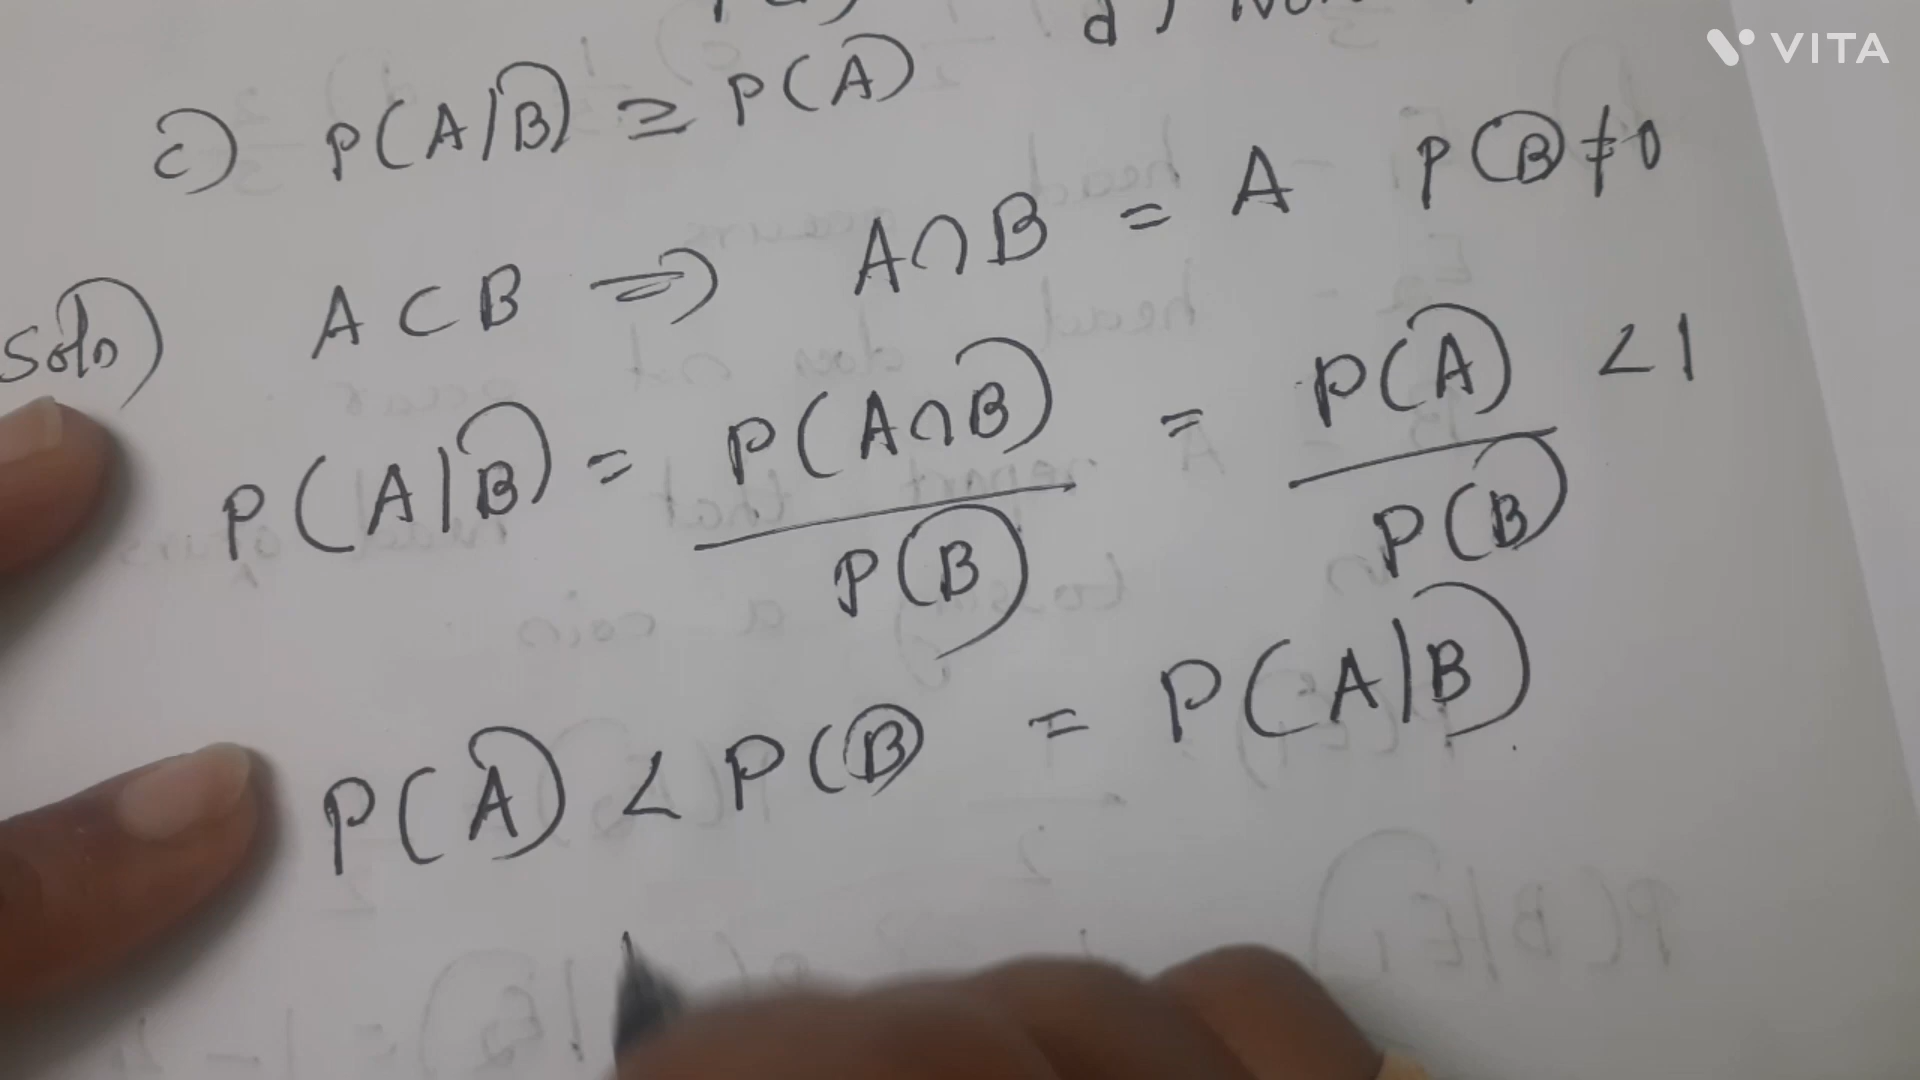 d)
VITA
c) P(A/B) ≥ P(A)
Soln) A ⊂ B ⇒ A∩B = A P(B) ≠ 0
P(A|B) = P(A∩B) / P(B) = P(A) / P(B) < 1
P(A) < P(B) = P(A|B)